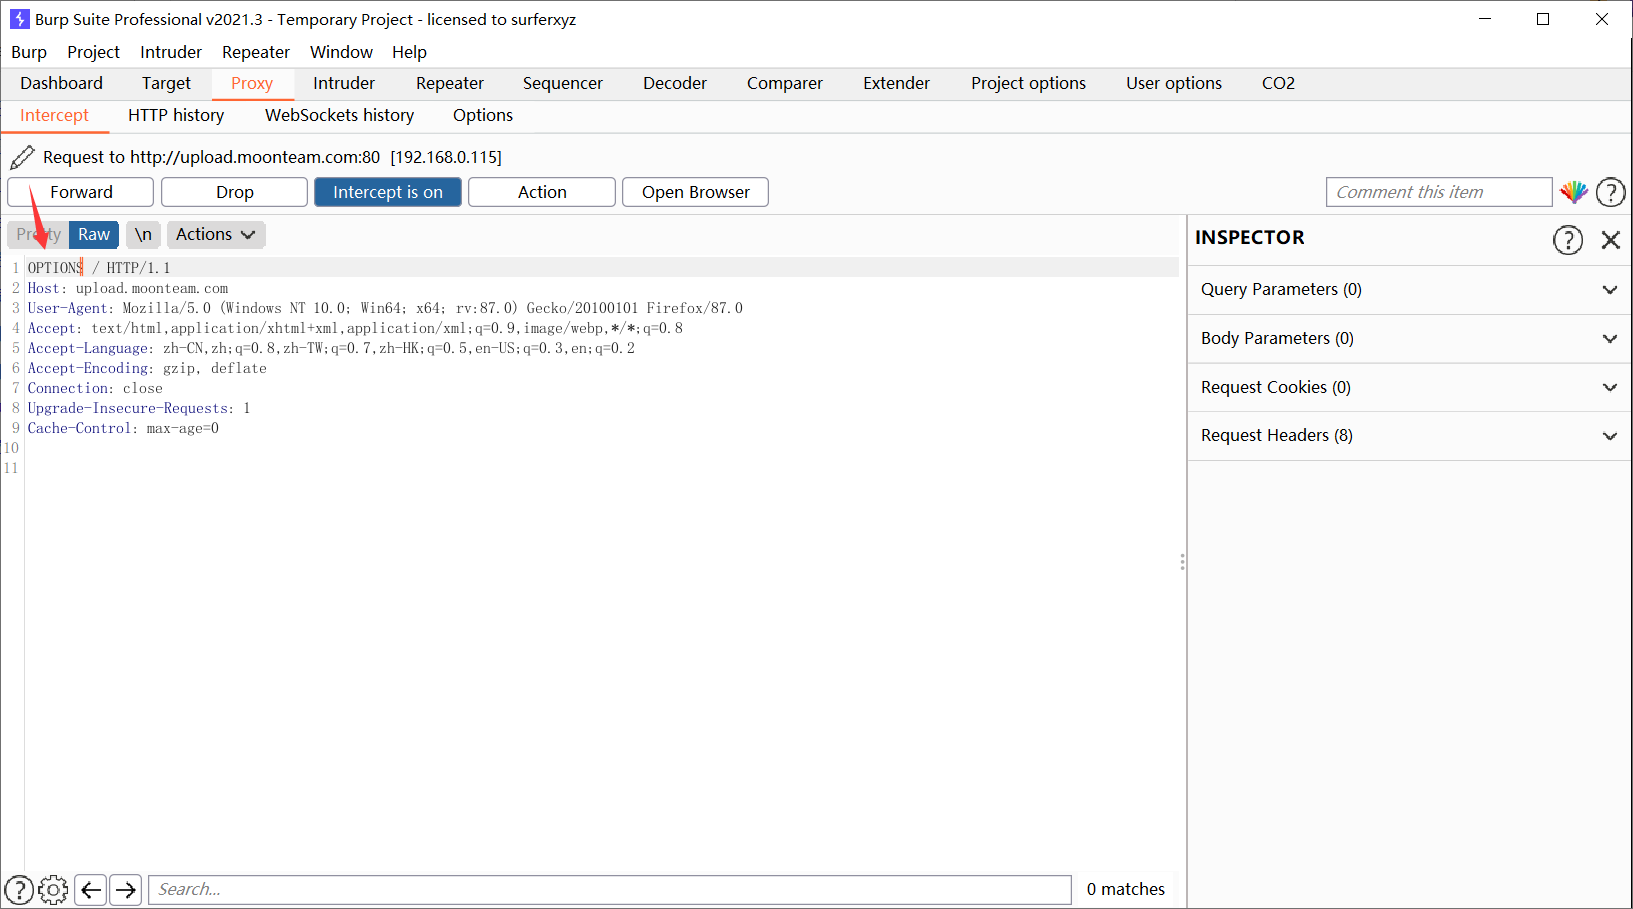 Burp Suite Professional v2021.3 - Temporary Project - licensed to surferxyz
Burp Project Intruder Repeater Window Help
Dashboard Target Proxy Intruder Repeater Sequencer Decoder Comparer Extender Project options User options CO2
Intercept HTTP history WebSockets history Options
Request to http://upload.moonteam.com:80 [192.168.0.115]
Forward Drop Intercept is on Action Open Browser Comment this item
Pretty Raw \n Actions
INSPECTOR
1 OPTIONS / HTTP/1.1
2 Host: upload.moonteam.com
3 User-Agent: Mozilla/5.0 (Windows NT 10.0; Win64; x64; rv:87.0) Gecko/20100101 Firefox/87.0
4 Accept: text/html,application/xhtml+xml,application/xml;q=0.9,image/webp,*/*;q=0.8
5 Accept-Language: zh-CN,zh;q=0.8,zh-TW;q=0.7,zh-HK;q=0.5,en-US;q=0.3,en;q=0.2
6 Accept-Encoding: gzip, deflate
7 Connection: close
8 Upgrade-Insecure-Requests: 1
9 Cache-Control: max-age=0
10
11
Query Parameters (0)
Body Parameters (0)
Request Cookies (0)
Request Headers (8)
Search... 0 matches